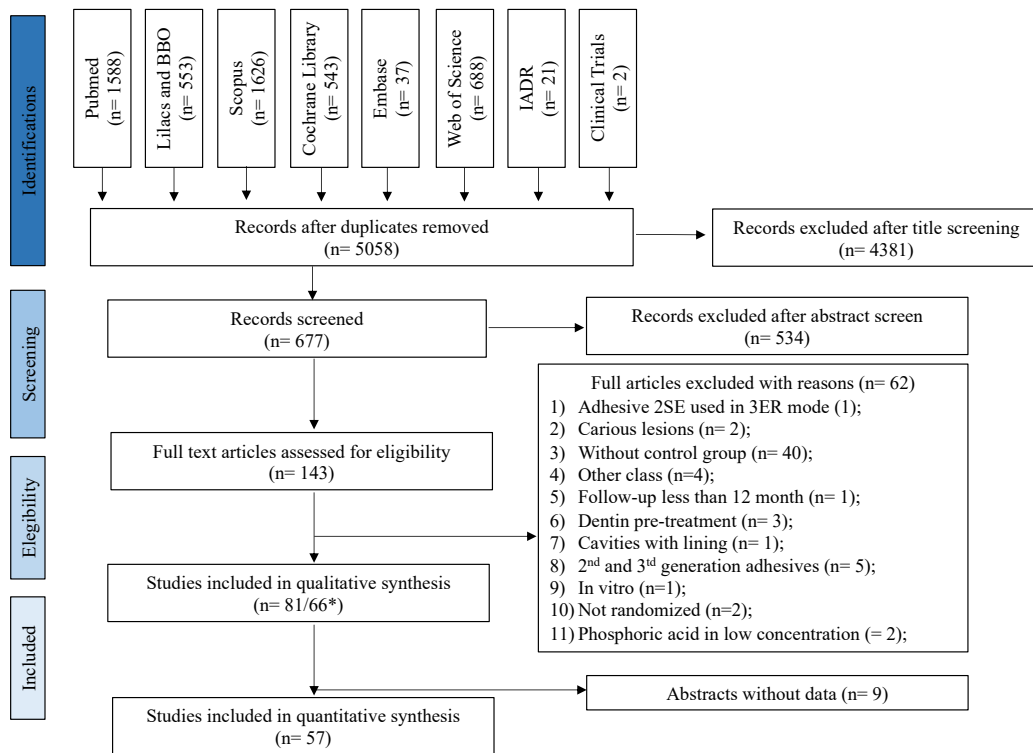 Identifications
Pubmed
(n= 1588)
Lilacs and BBO
(n= 553)
Scopus
(n= 1626)
Cochrane Library
(n= 543)
Embase
(n= 37)
Web of Science
(n= 688)
IADR
(n= 21)
Clinical Trials
(n= 2)
Records after duplicates removed
(n= 5058)
Records excluded after title screening
(n= 4381)
Screening
Records screened
(n= 677)
Records excluded after abstract screen
(n= 534)
Full text articles assessed for eligibility
(n= 143)
Full articles excluded with reasons (n= 62)
1) Adhesive 2SE used in 3ER mode (1);
2) Carious lesions (n= 2);
3) Without control group (n= 40);
4) Other class (n=4);
5) Follow-up less than 12 month (n= 1);
6) Dentin pre-treatment (n= 3);
7) Cavities with lining (n= 1);
8) 2nd and 3td generation adhesives (n= 5);
9) In vitro (n=1);
10) Not randomized (n=2);
11) Phosphoric acid in low concentration (= 2);
Elegibility
Studies included in qualitative synthesis
(n= 81/66*)
Included
Abstracts without data (n= 9)
Studies included in quantitative synthesis
(n= 57)